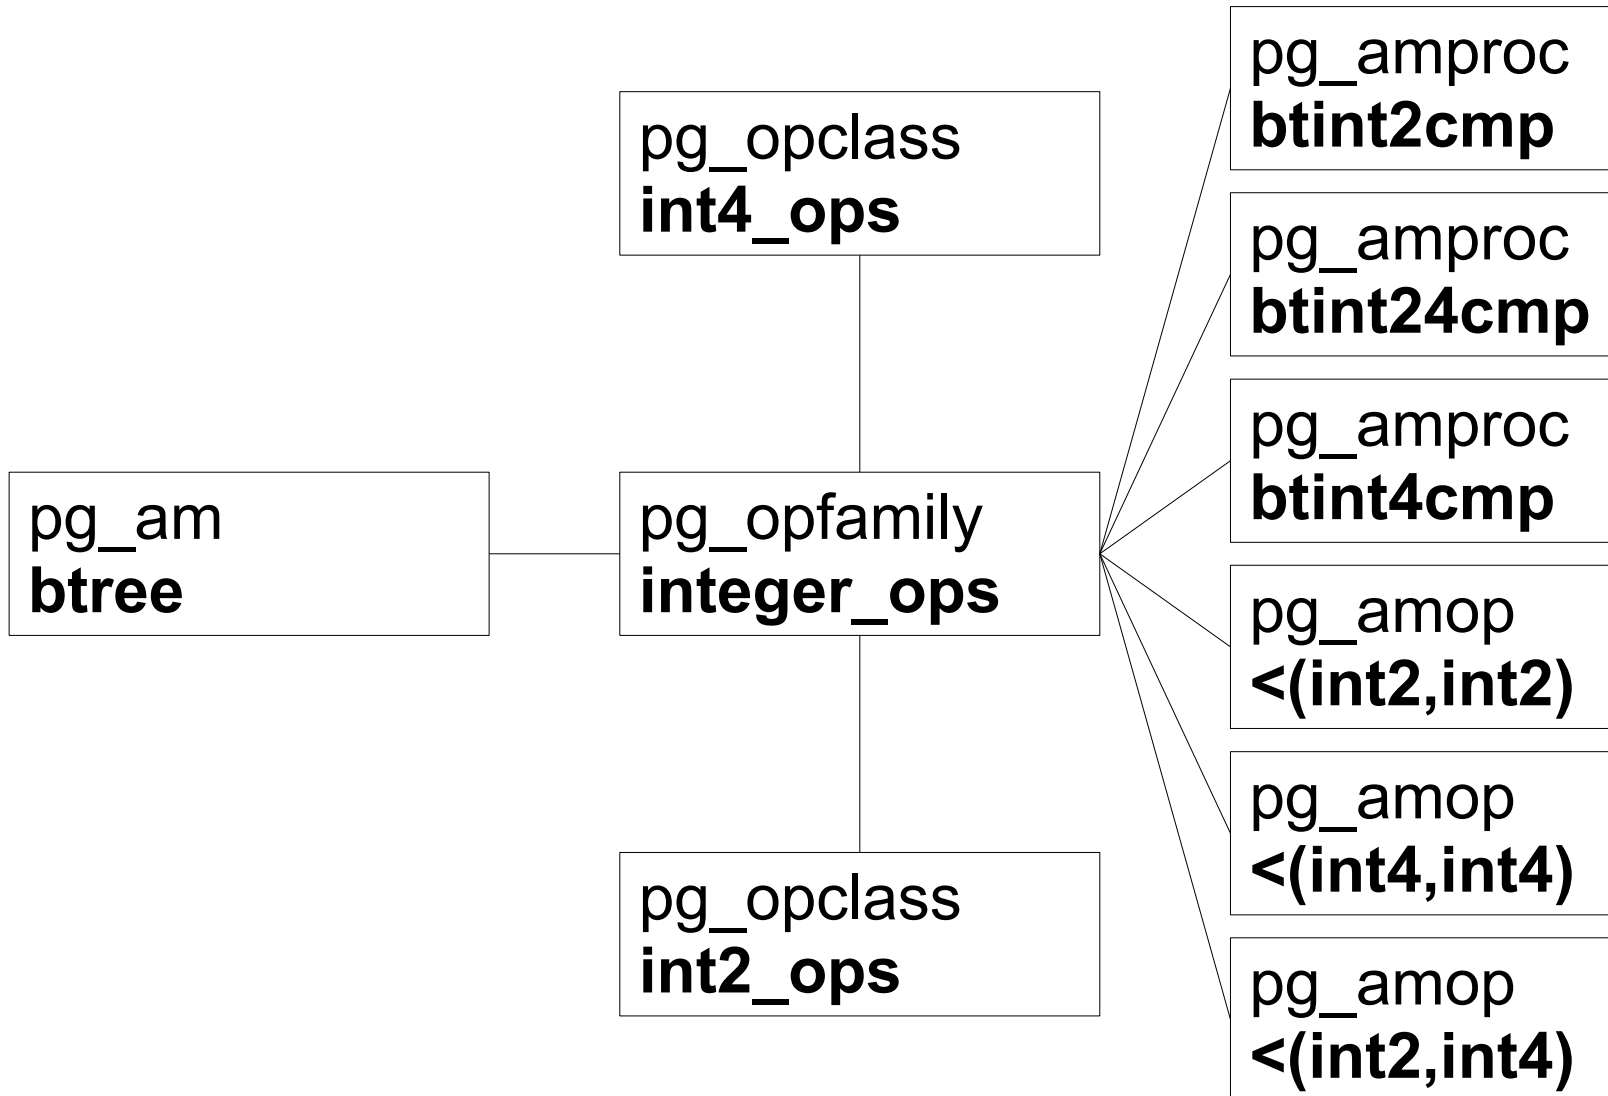 pg_am
btree
pg_opclass
int4_ops
pg_opfamily
integer_ops
pg_opclass
int2_ops
pg_amproc
btint2cmp
pg_amproc
btint24cmp
pg_amproc
btint4cmp
pg_amop
<(int2,int2)
pg_amop
<(int4,int4)
pg_amop
<(int2,int4)